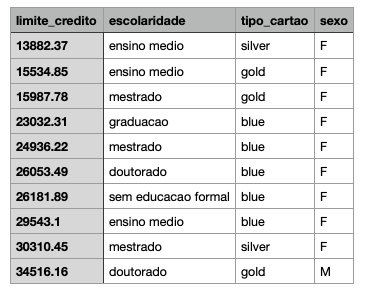 limite_credito escolaridade tipo_cartao sexo
13882.37 ensino medio silver F
15534.85 ensino medio gold F
15987.78 mestrado gold F
23032.31 graduacao blue F
24936.22 mestrado blue F
26053.49 doutorado blue F
26181.89 sem educacao formal blue F
29543.1 ensino medio blue F
30310.45 mestrado silver F
34516.16 doutorado gold M